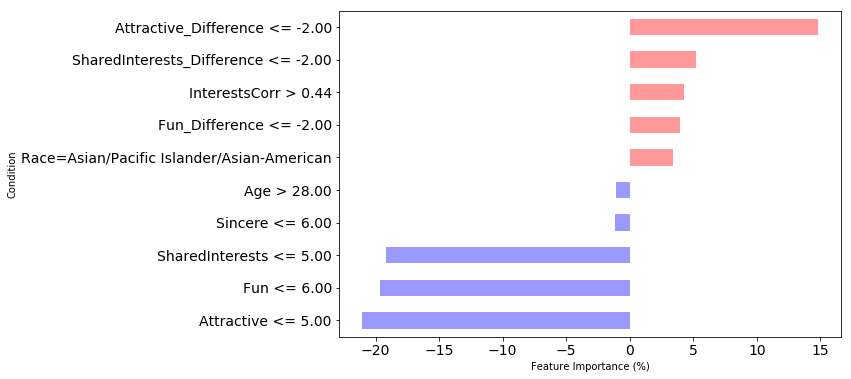 Attractive_Difference <= -2.00
SharedInterests_Difference <= -2.00
InterestsCorr > 0.44
Fun_Difference <= -2.00
Race=Asian/Pacific Islander/Asian-American
Age > 28.00
Sincere <= 6.00
SharedInterests <= 5.00
Fun <= 6.00
Attractive <= 5.00
Condition
−20 −15 −10 −5 0 5 10 15
Feature Importance (%)